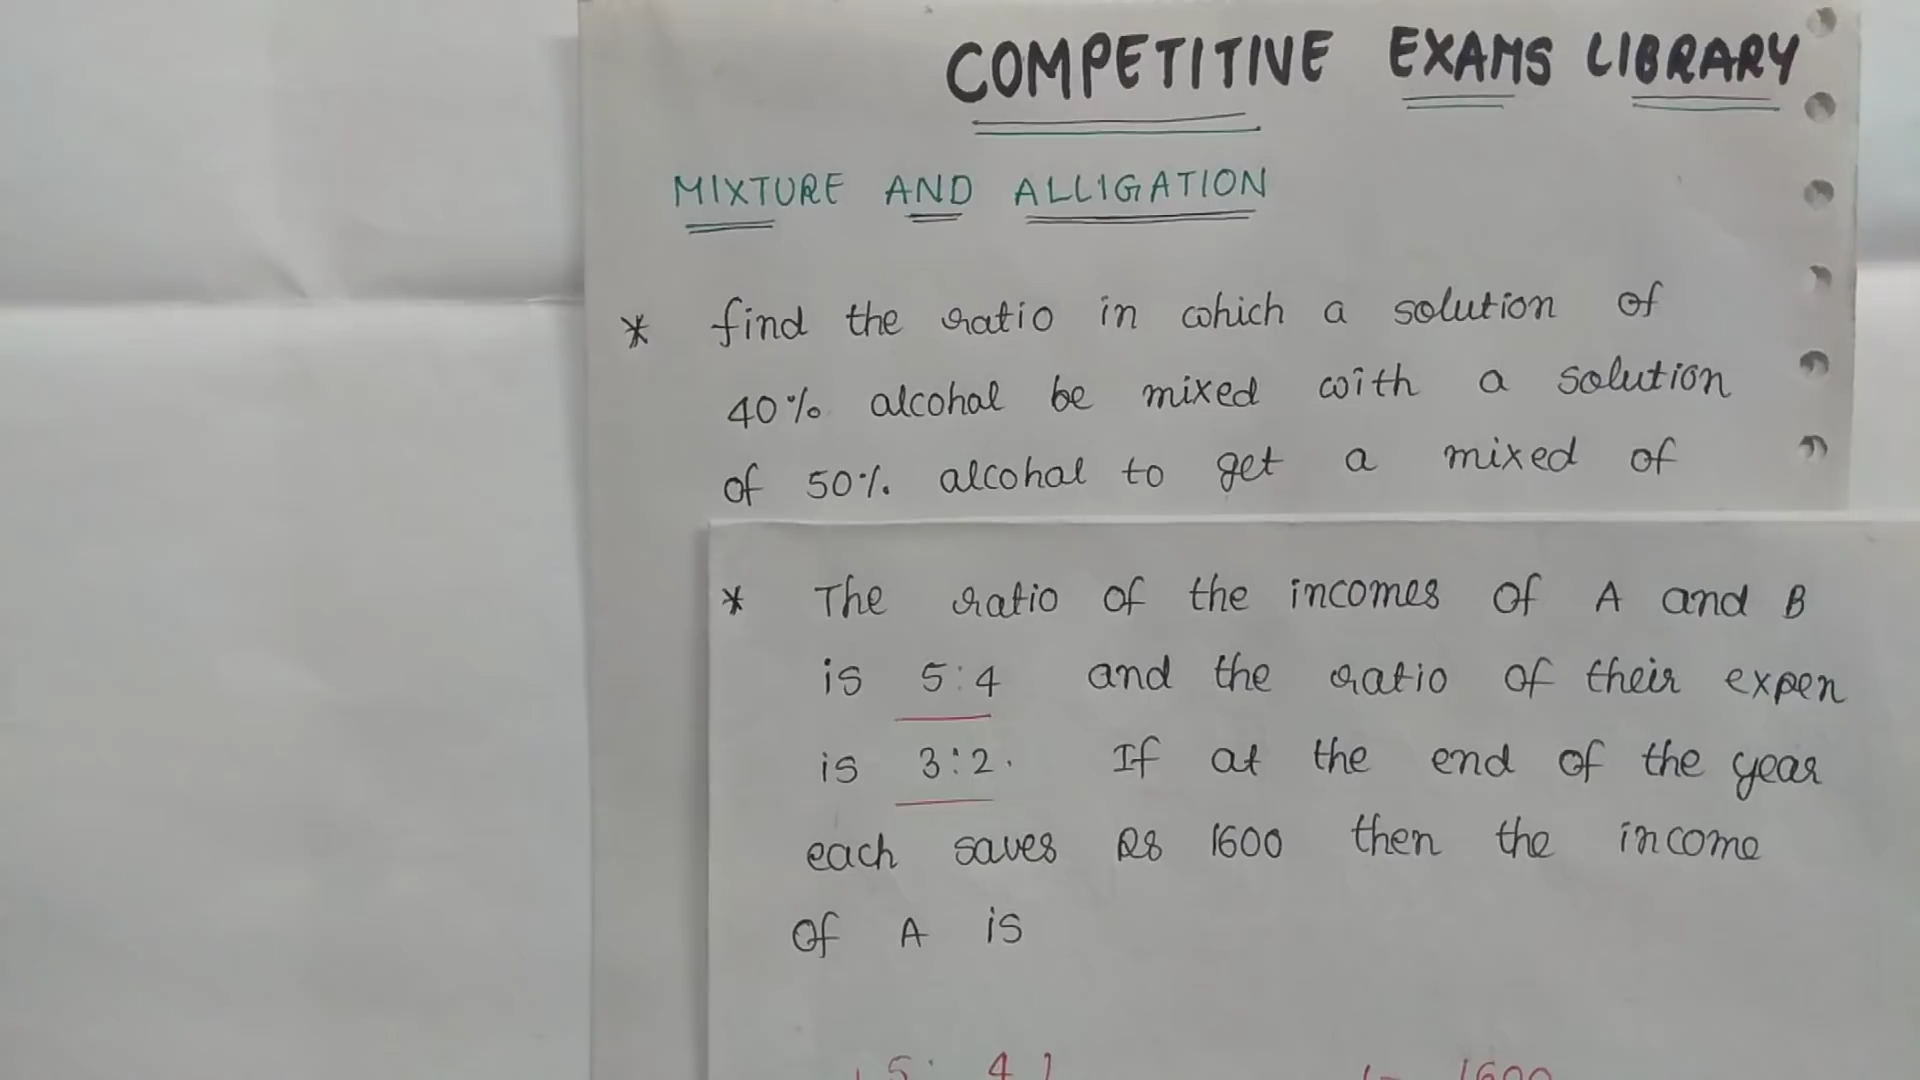 COMPETITIVE EXAMS LIBRARY
MIXTURE AND ALLIGATION
* find the ratio in which a solution of
40% alcohal be mixed with a solution
of 50% alcohal to get a mixed of
* The ratio of the incomes of A and B
is 5:4 and the ratio of their expen
is 3:2. If at the end of the year
each saves Rs 1600 then the income
of A is
5: 4 1600